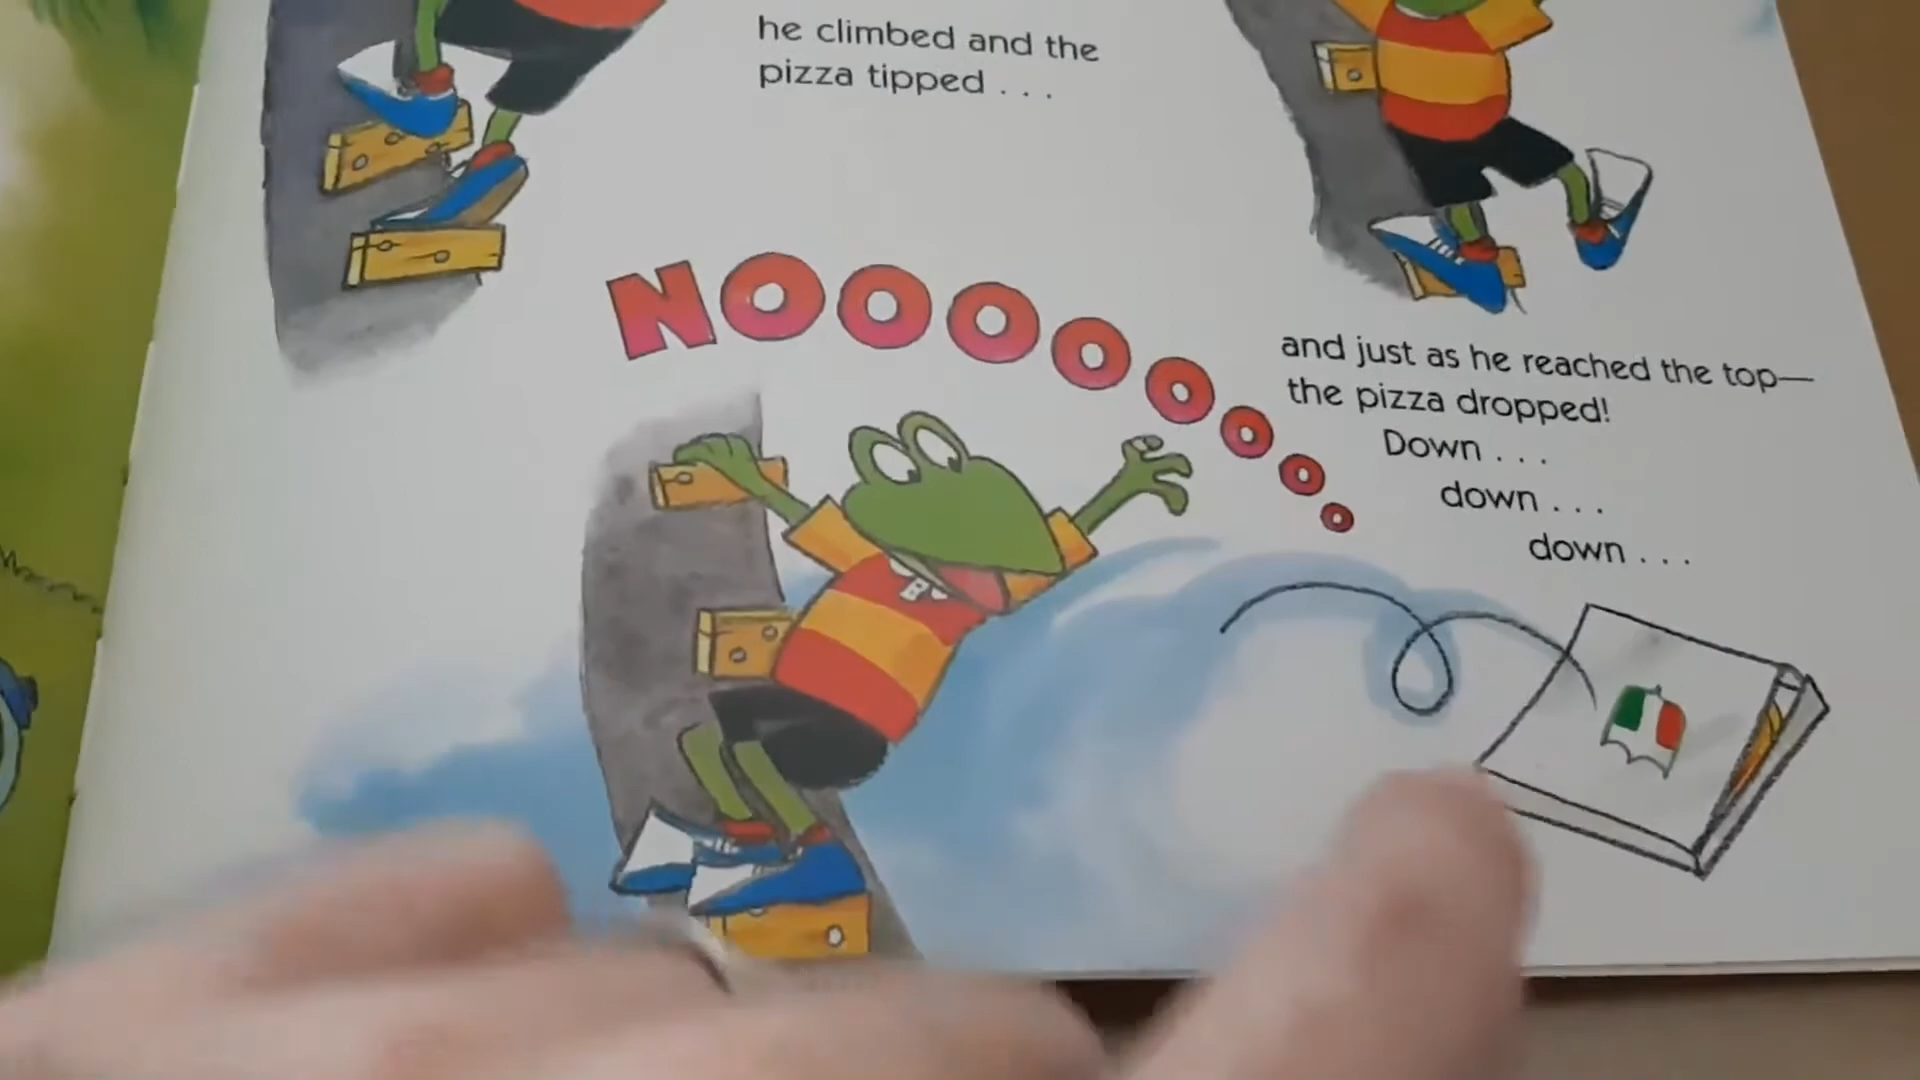 he climbed and the
pizza tipped . . .
NOOOOOOOO
and just as he reached the top—
the pizza dropped!
Down . . .
down . . .
down . . .